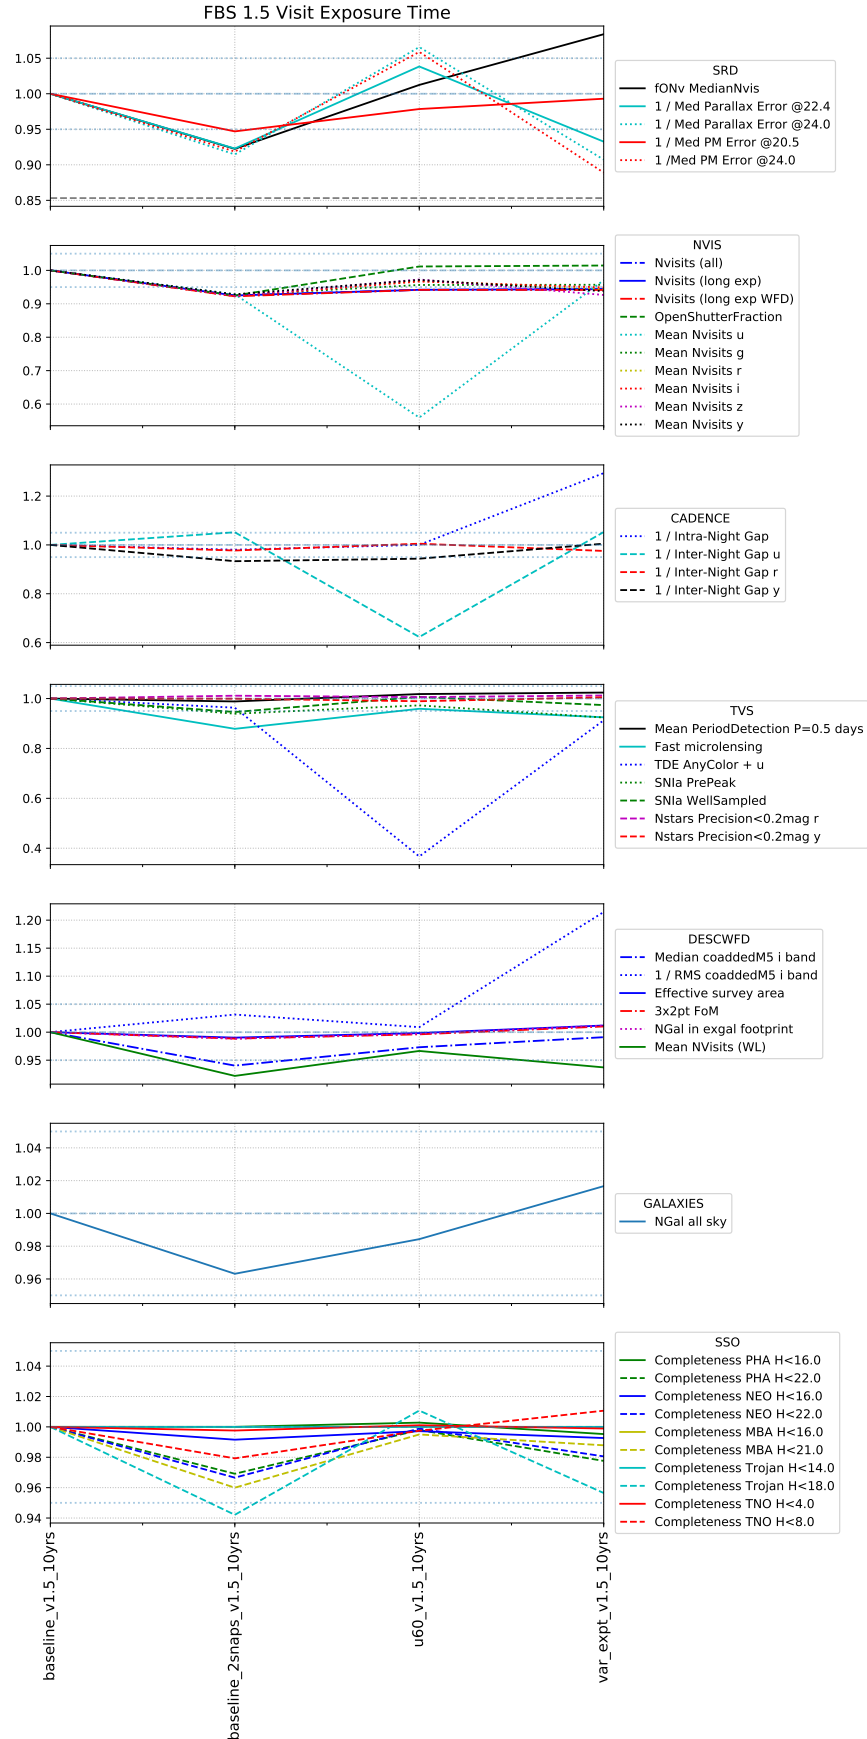 FBS 1.5 Visit Exposure Time
1.05
1.00
0.95
0.90
0.85
SRD
fONv MedianNvis
1 / Med Parallax Error @22.4
1 / Med Parallax Error @24.0
1 / Med PM Error @20.5
1 /Med PM Error @24.0
1.0
0.9
0.8
0.7
0.6
NVIS
Nvisits (all)
Nvisits (long exp)
Nvisits (long exp WFD)
OpenShutterFraction
Mean Nvisits u
Mean Nvisits g
Mean Nvisits r
Mean Nvisits i
Mean Nvisits z
Mean Nvisits y
1.2
1.0
0.8
0.6
CADENCE
1 / Intra-Night Gap
1 / Inter-Night Gap u
1 / Inter-Night Gap r
1 / Inter-Night Gap y
1.0
0.8
0.6
0.4
TVS
Mean PeriodDetection P=0.5 days
Fast microlensing
TDE AnyColor + u
SNIa PrePeak
SNIa WellSampled
Nstars Precision<0.2mag r
Nstars Precision<0.2mag y
1.20
1.15
1.10
1.05
1.00
0.95
DESCWFD
Median coaddedM5 i band
1 / RMS coaddedM5 i band
Effective survey area
3x2pt FoM
NGal in exgal footprint
Mean NVisits (WL)
1.04
1.02
1.00
0.98
0.96
GALAXIES
NGal all sky
1.04
1.02
1.00
0.98
0.96
0.94
SSO
Completeness PHA H<16.0
Completeness PHA H<22.0
Completeness NEO H<16.0
Completeness NEO H<22.0
Completeness MBA H<16.0
Completeness MBA H<21.0
Completeness Trojan H<14.0
Completeness Trojan H<18.0
Completeness TNO H<4.0
Completeness TNO H<8.0
baseline_v1.5_10yrs
baseline_2snaps_v1.5_10yrs
u60_v1.5_10yrs
var_expt_v1.5_10yrs